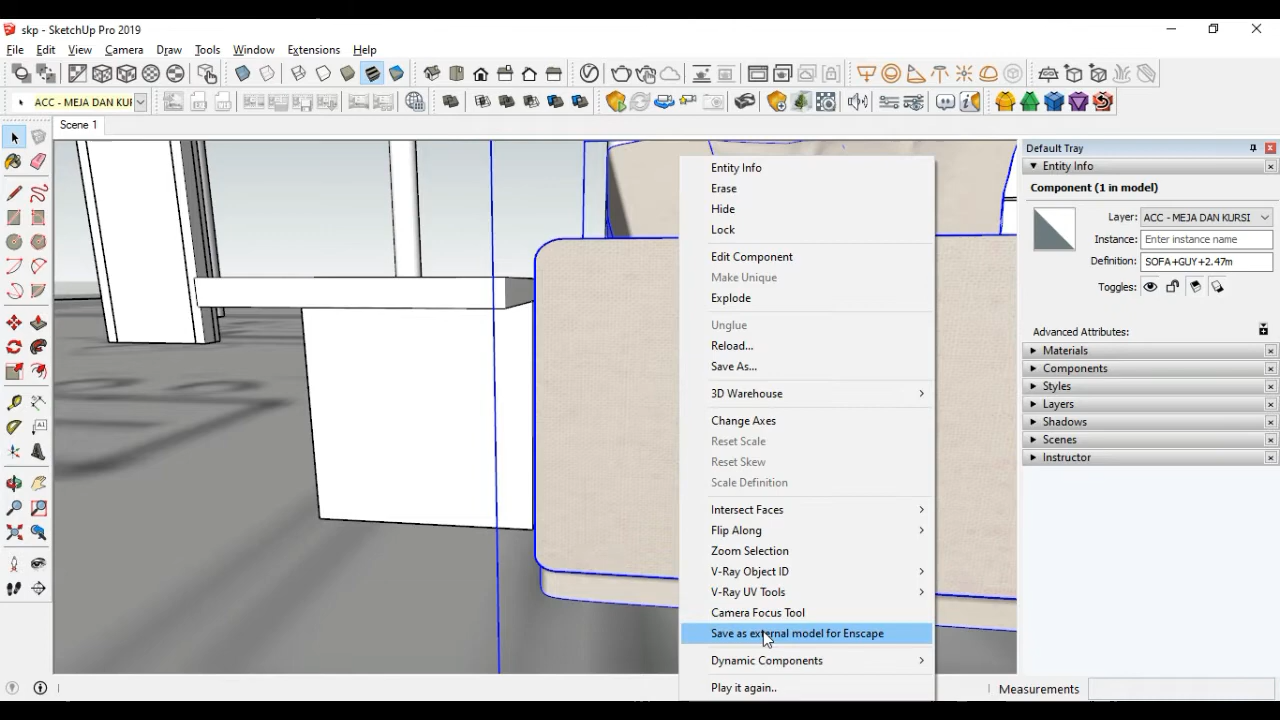 skp - SketchUp Pro 2019
File Edit View Camera Draw Tools Window Extensions Help
ACC - MEJA DAN KUR
Scene 1
Default Tray
Entity Info
Component (1 in model)
Layer: ACC - MEJA DAN KURSI
Instance: Enter instance name
Definition: SOFA+GUY+2.47m
Toggles:
Advanced Attributes:
Materials
Components
Styles
Layers
Shadows
Scenes
Instructor
Entity Info
Erase
Hide
Lock
Edit Component
Make Unique
Explode
Unglue
Reload...
Save As...
3D Warehouse
Change Axes
Reset Scale
Reset Skew
Scale Definition
Intersect Faces
Flip Along
Zoom Selection
V-Ray Object ID
V-Ray UV Tools
Camera Focus Tool
Save as external model for Enscape
Dynamic Components
Play it again..
Measurements